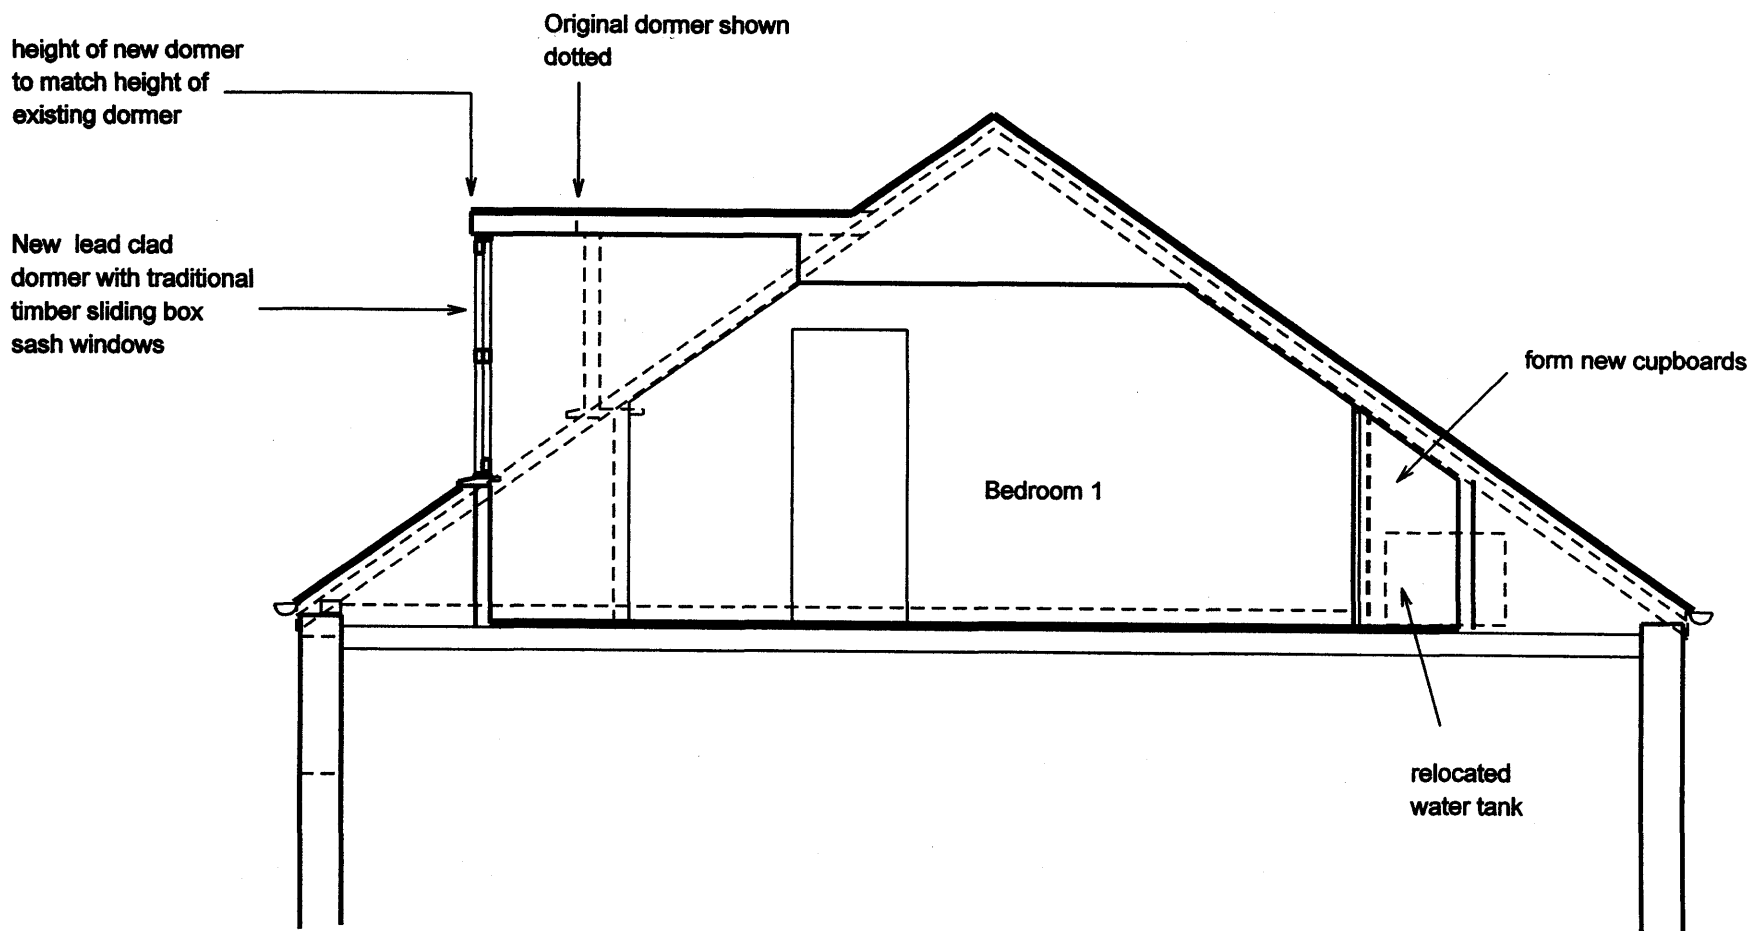 Original dormer shown
dotted
height of new dormer
to match height of
existing dormer
New lead clad
dormer with traditional
timber sliding box
sash windows
form new cupboards
Bedroom 1
relocated
water tank